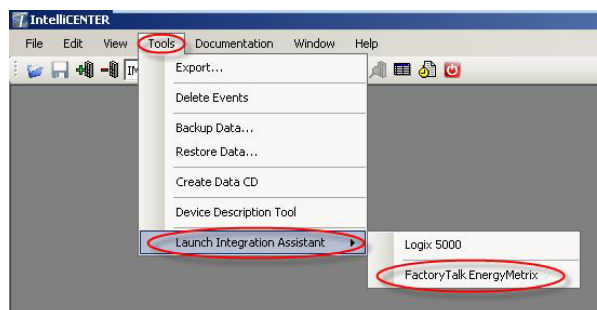 IntelliCENTER
File Edit View Tools Documentation Window Help
Export...
Delete Events
Backup Data...
Restore Data...
Create Data CD
Device Description Tool
Launch Integration Assistant
Logix 5000
FactoryTalk EnergyMetrix